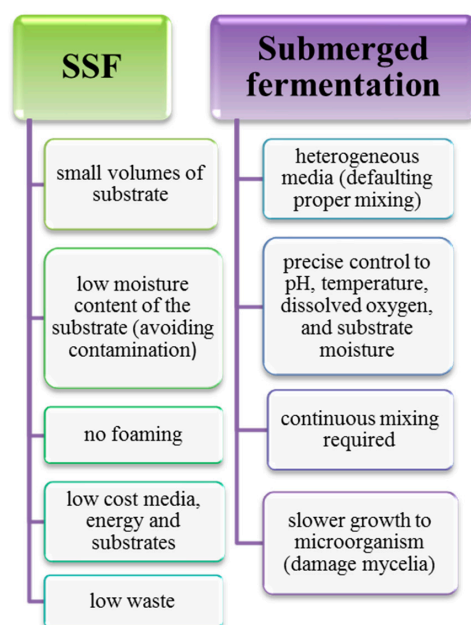 SSF
small volumes of
substrate
low moisture
content of the
substrate (avoiding
contamination)
no foaming
low cost media,
energy and
substrates
low waste
Submerged
fermentation
heterogeneous
media (defaulting
proper mixing)
precise control to
pH, temperature,
dissolved oxygen,
and substrate
moisture
continuous mixing
required
slower growth to
microorganism
(damage mycelia)